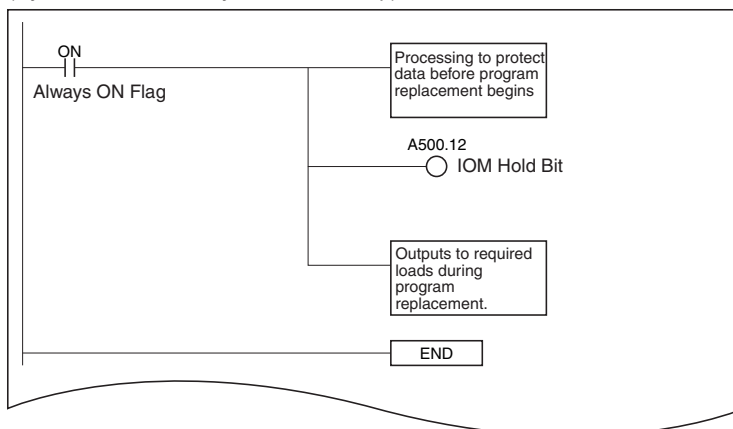 ON
Always ON Flag
Processing to protect
data before program
replacement begins
A500.12
IOM Hold Bit
Outputs to required
loads during
program
replacement.
END